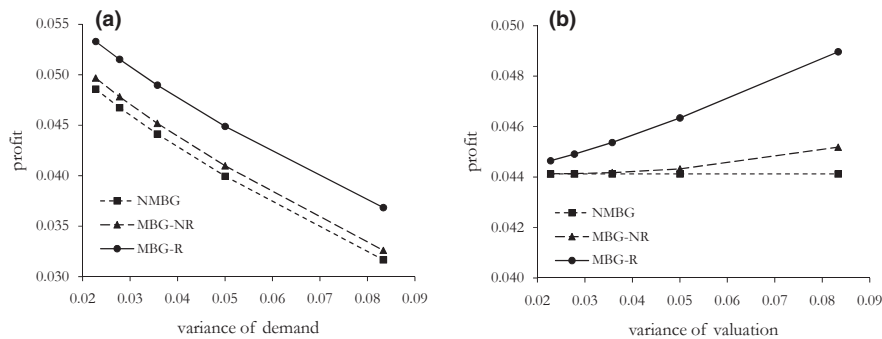 (a)
0.055
0.050
0.045
0.040
0.035
0.030
profit
NMBG
MBG-NR
MBG-R
0.02 0.03 0.04 0.05 0.06 0.07 0.08 0.09
variance of demand
(b)
0.050
0.048
0.046
0.044
0.042
0.040
profit
NMBG
MBG-NR
MBG-R
0.02 0.03 0.04 0.05 0.06 0.07 0.08 0.09
variance of valuation